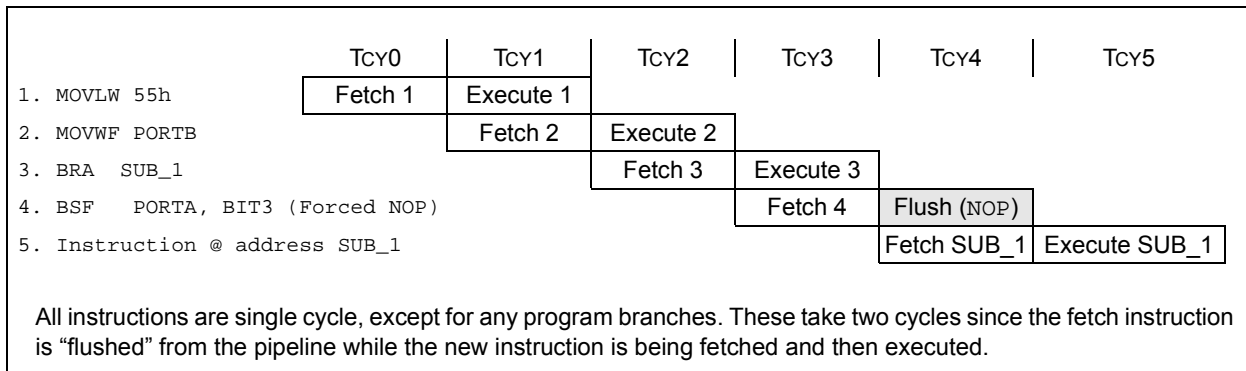 TCY0 TCY1 TCY2 TCY3 TCY4 TCY5
1. MOVLW 55h Fetch 1 Execute 1
2. MOVWF PORTB Fetch 2 Execute 2
3. BRA SUB_1 Fetch 3 Execute 3
4. BSF PORTA, BIT3 (Forced NOP) Fetch 4 Flush (NOP)
5. Instruction @ address SUB_1 Fetch SUB_1 Execute SUB_1
All instructions are single cycle, except for any program branches. These take two cycles since the fetch instruction
is “flushed” from the pipeline while the new instruction is being fetched and then executed.